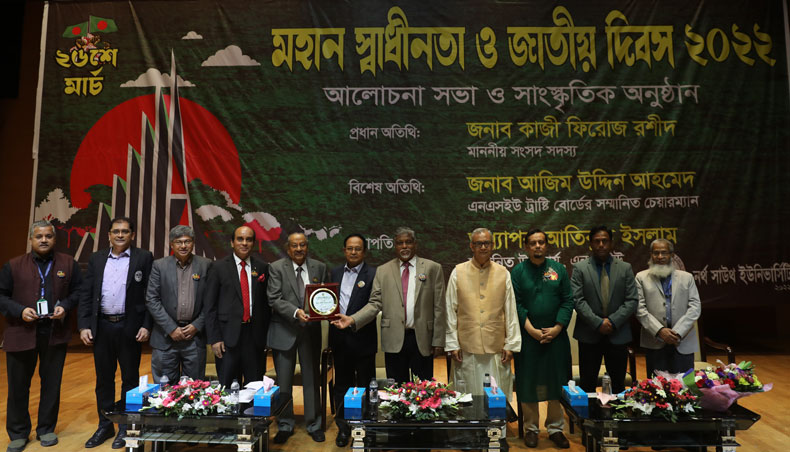 ২৬শে
মার্চ
মহান স্বাধীনতা ও জাতীয় দিবস ২০২২
আলোচনা সভা ও সাংস্কৃতিক অনুষ্ঠান
প্রধান অতিথি: জনাব কাজী ফিরোজ রশীদ
মাননীয় সংসদ সদস্য
বিশেষ অতিথি: জনাব আজিম উদ্দিন আহমেদ
এনএসইউ ট্রাষ্টি বোর্ডের সম্মানিত চেয়ারম্যান
ইসলাম
নর্থ সাউথ ইউনিভার্সিটি